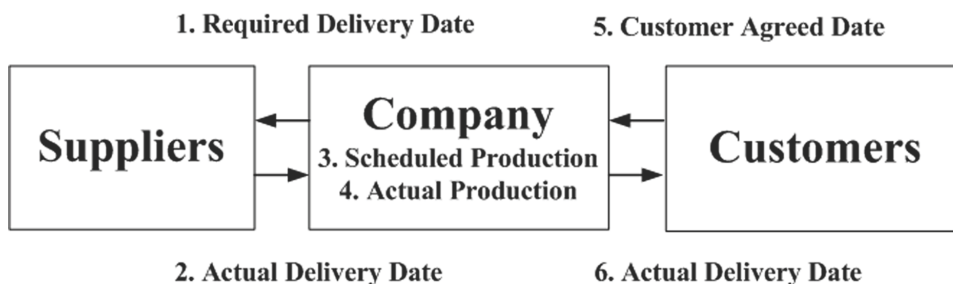 1. Required Delivery Date
5. Customer Agreed Date
Suppliers
Company
3. Scheduled Production
4. Actual Production
Customers
2. Actual Delivery Date
6. Actual Delivery Date